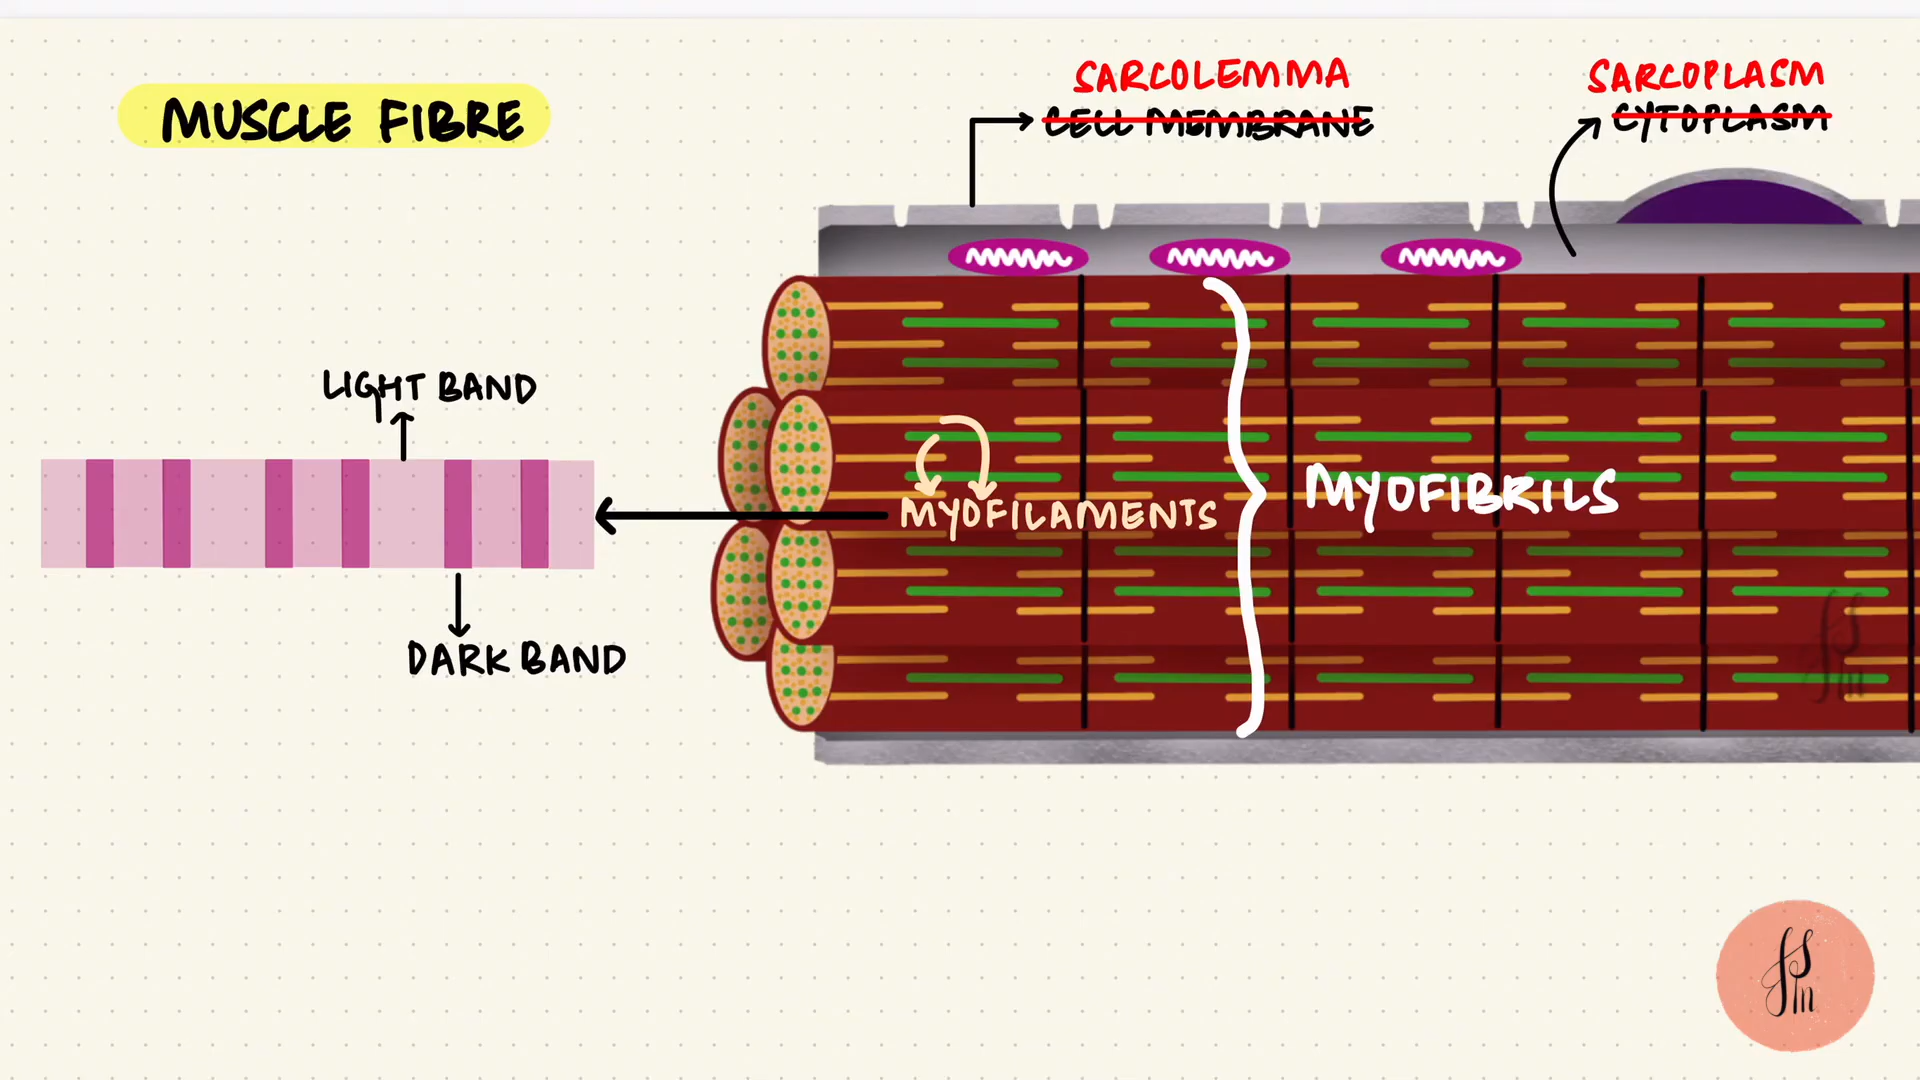 MUSCLE FIBRE
SARCOLEMMA
CELL MEMBRANE
SARCOPLASM
CYTOPLASM
LIGHT BAND
MYOFIBRILS
MYOFILAMENTS
DARK BAND